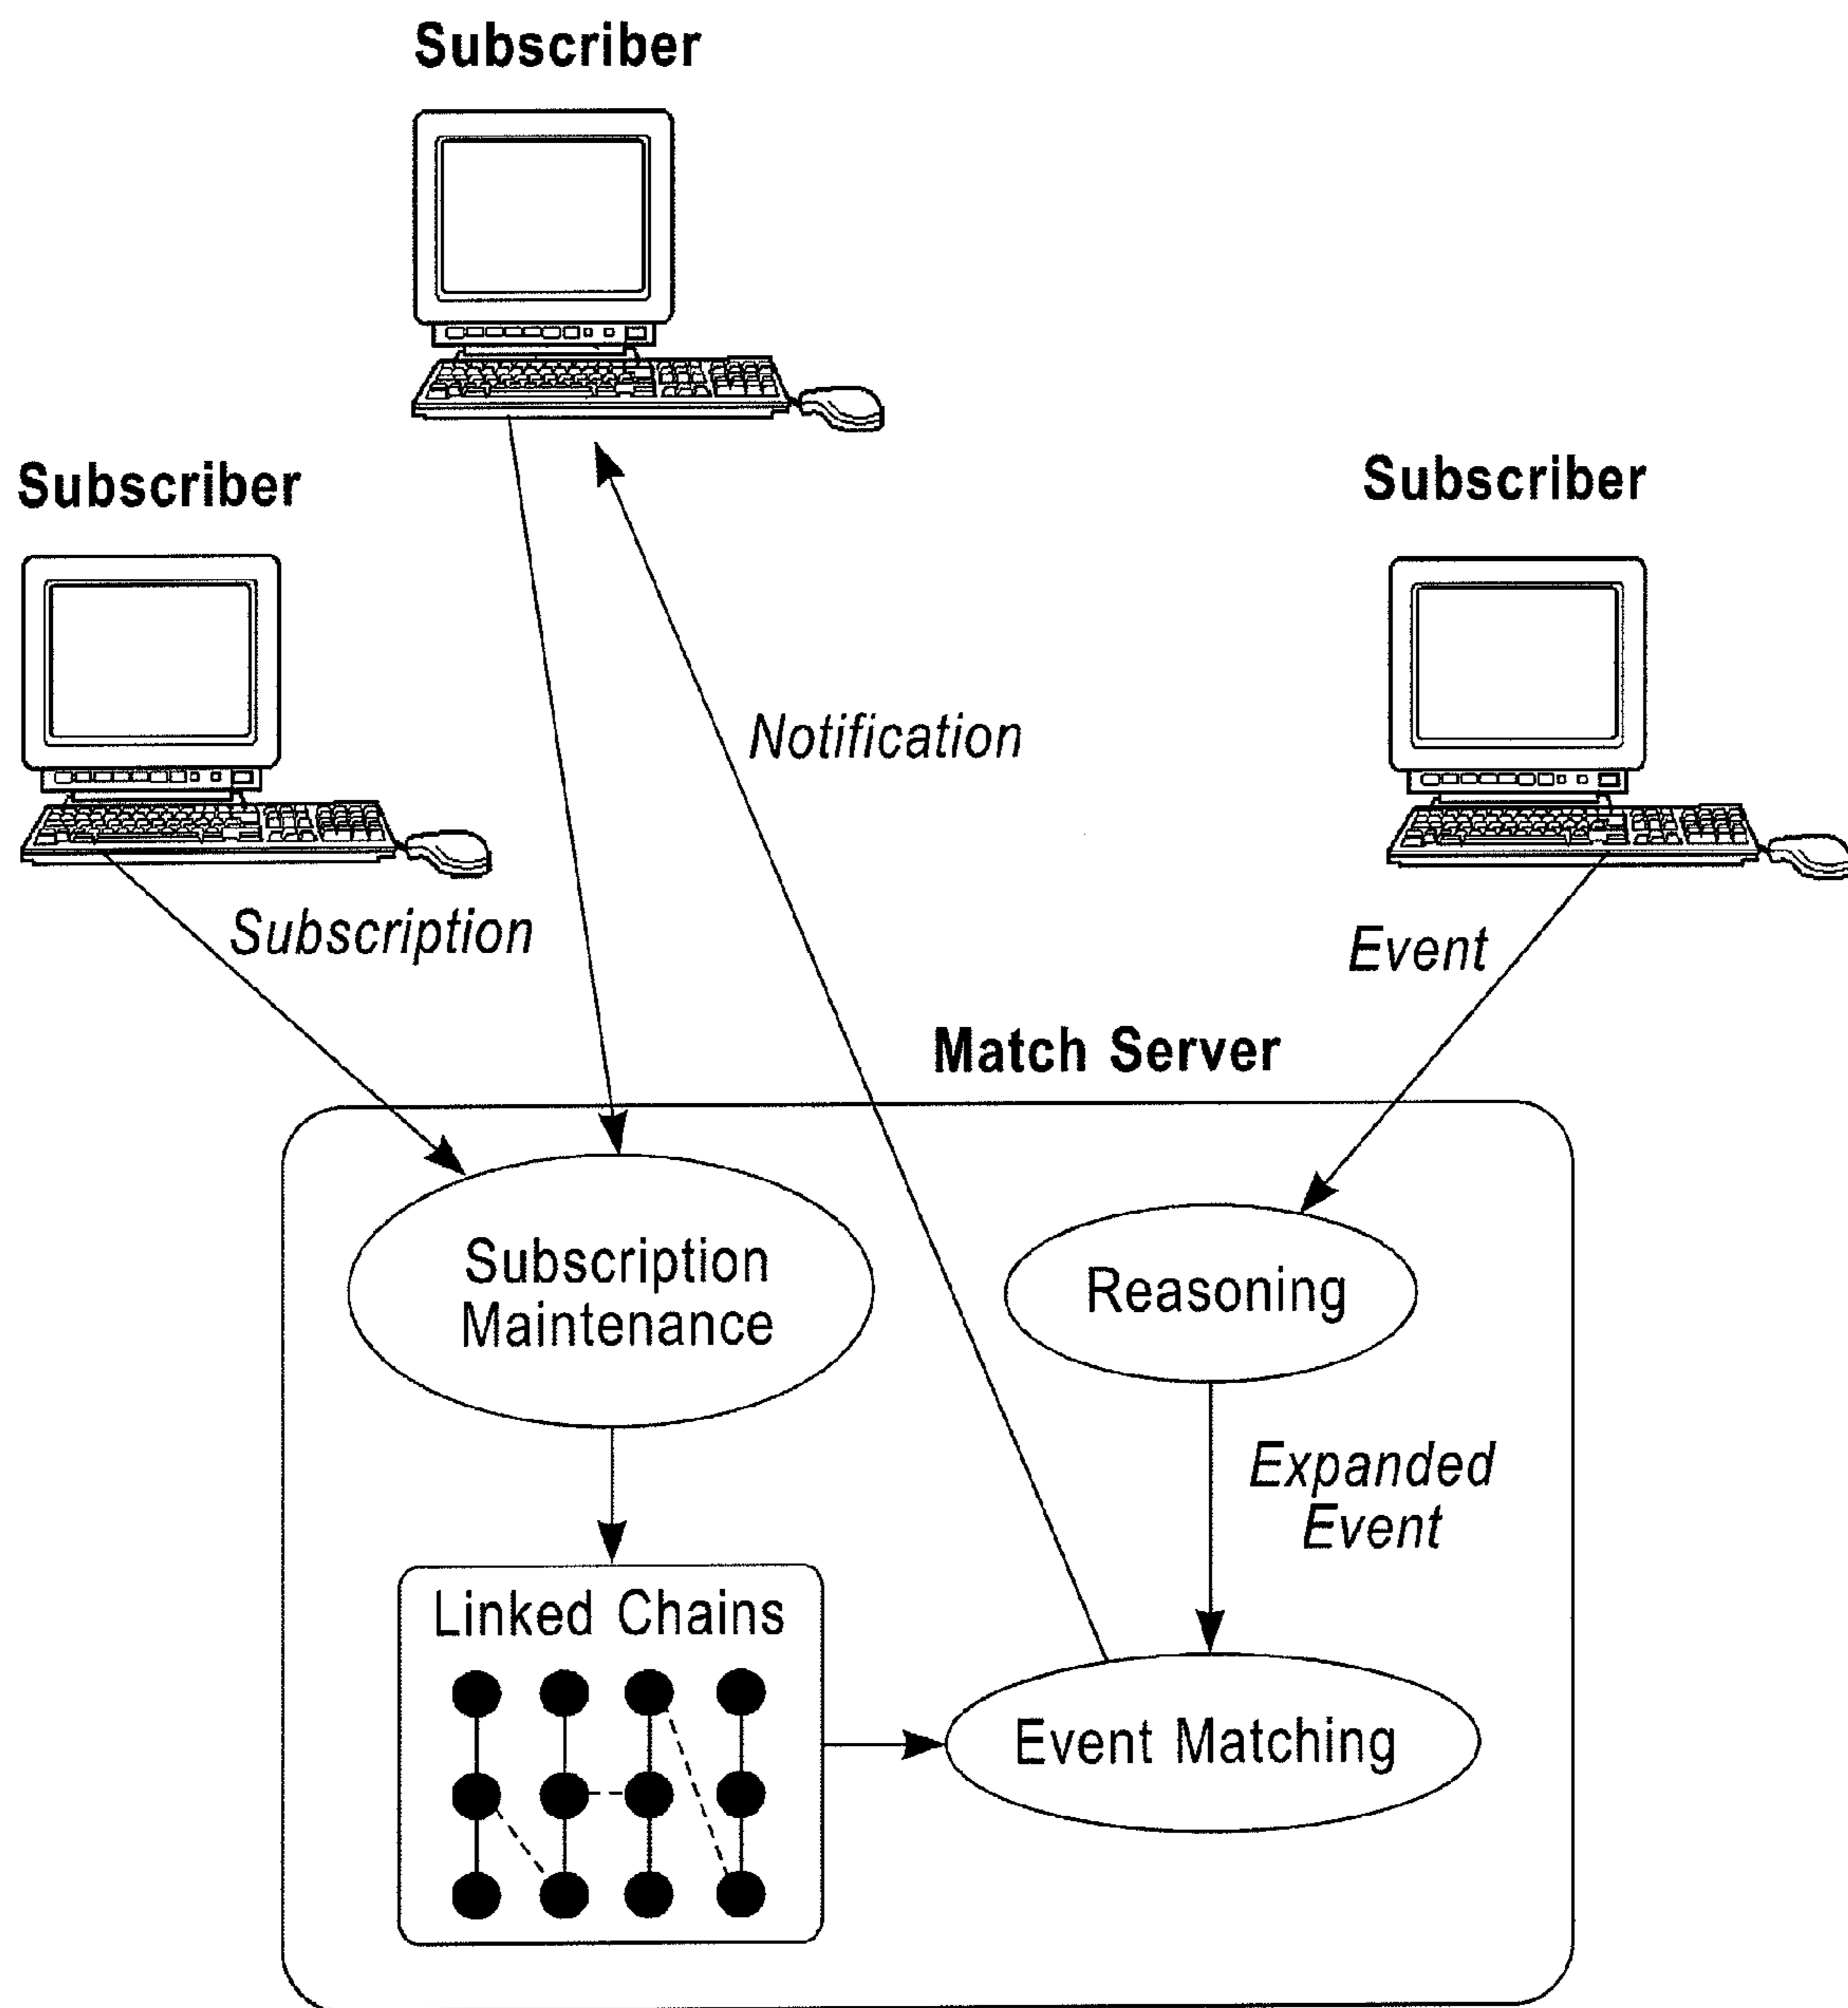 Subscriber
Subscriber
Subscriber
Notification
Subscription
Event
Match Server
Subscription
Maintenance
Reasoning
Expanded
Event
Linked Chains
Event Matching